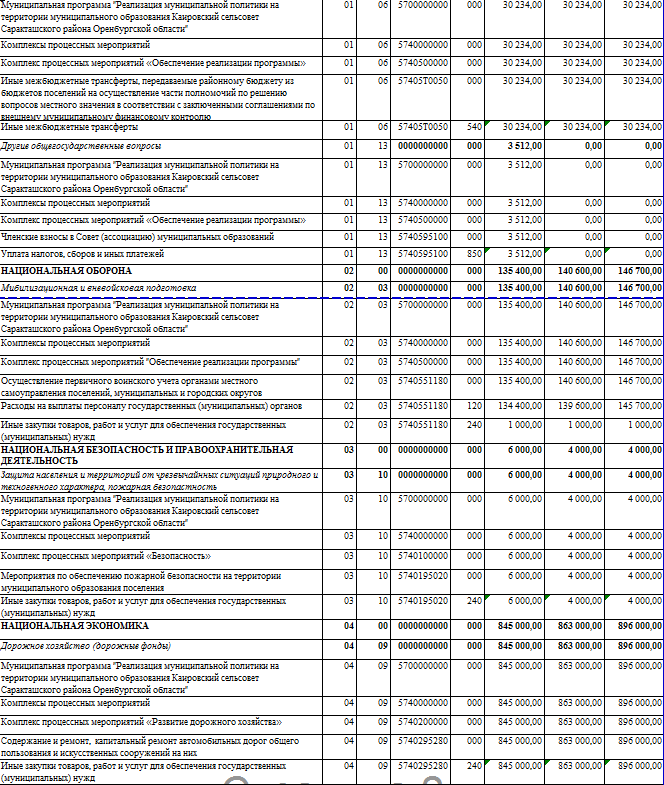 Муниципальная программа "Реализация муниципальной политики на 01 06 5700000000 000 30 234,00 30 234,00 30 234,00
территории муниципального образования Каировский сельсовет
Саракташского района Оренбургской области"
Комплексы процессных мероприятий 01 06 5740000000 000 30 234,00 30 234,00 30 234,00
Комплекс процессных мероприятий «Обеспечение реализации программы» 01 06 5740500000 000 30 234,00 30 234,00 30 234,00
Иные межбюджетные трансферты, передаваемые районному бюджету из 01 06 57405Т0050 000 30 234,00 30 234,00 30 234,00
бюджетов поселений на осуществление части полномочий по решению
вопросов местного значения в соответствии с заключенными соглашениями по
внешнему муниципальному финансовому контролю
Иные межбюджетные трансферты 01 06 57405Т0050 540 30 234,00 30 234,00 30 234,00
Другие общегосударственные вопросы 01 13 0000000000 000 3 512,00 0,00 0,00
Муниципальная программа "Реализация муниципальной политики на 01 13 5700000000 000 3 512,00 0,00 0,00
территории муниципального образования Каировский сельсовет
Саракташского района Оренбургской области"
Комплексы процессных мероприятий 01 13 5740000000 000 3 512,00 0,00 0,00
Комплекс процессных мероприятий «Обеспечение реализации программы» 01 13 5740500000 000 3 512,00 0,00 0,00
Членские взносы в Совет (ассоциацию) муниципальных образований 01 13 5740595100 000 3 512,00 0,00 0,00
Уплата налогов, сборов и иных платежей 01 13 5740595100 850 3 512,00 0,00 0,00
НАЦИОНАЛЬНАЯ ОБОРОНА 02 00 0000000000 000 135 400,00 140 600,00 146 700,00
Мибилизационная и вневойсковая подготовка 02 03 0000000000 000 135 400,00 140 600,00 146 700,00
Муниципальная программа "Реализация муниципальной политики на 02 03 5700000000 000 135 400,00 140 600,00 146 700,00
территории муниципального образования Каировский сельсовет
Саракташского района Оренбургской области"
Комплексы процессных мероприятий 02 03 5740000000 000 135 400,00 140 600,00 146 700,00
Комплекс процессных мероприятий "Обеспечение реализации программы" 02 03 5740500000 000 135 400,00 140 600,00 146 700,00
Осуществление первичного воинского учета органами местного 02 03 5740551180 000 135 400,00 140 600,00 146 700,00
самоуправления поселений, муниципальных и городских округов
Расходы на выплаты персоналу государственных (муниципальных) органов 02 03 5740551180 120 134 400,00 139 600,00 145 700,00
Иные закупки товаров, работ и услуг для обеспечения государственных 02 03 5740551180 240 1 000,00 1 000,00 1 000,00
(муниципальных) нужд
НАЦИОНАЛЬНАЯ БЕЗОПАСНОСТЬ И ПРАВООХРАНИТЕЛЬНАЯ 03 00 0000000000 000 6 000,00 4 000,00 4 000,00
ДЕЯТЕЛЬНОСТЬ
Защита населения и территорий от чрезвычайных ситуаций природного и 03 10 0000000000 000 6 000,00 4 000,00 4 000,00
техногенного характера, пожарная безопастность
Муниципальная программа "Реализация муниципальной политики на 03 10 5700000000 000 6 000,00 4 000,00 4 000,00
территории муниципального образования Каировский сельсовет
Саракташского района Оренбургской области"
Комплексы процессных мероприятий 03 10 5740000000 000 6 000,00 4 000,00 4 000,00
Комплекс процессных мероприятий «Безопасность» 03 10 5740100000 000 6 000,00 4 000,00 4 000,00
Мероприятия по обеспечению пожарной безопасности на территории 03 10 5740195020 000 6 000,00 4 000,00 4 000,00
муниципального образования поселения
Иные закупки товаров, работ и услуг для обеспечения государственных 03 10 5740195020 240 6 000,00 4 000,00 4 000,00
(муниципальных) нужд
НАЦИОНАЛЬНАЯ ЭКОНОМИКА 04 00 0000000000 000 845 000,00 863 000,00 896 000,00
Дорожное хозяйство (дорожные фонды) 04 09 0000000000 000 845 000,00 863 000,00 896 000,00
Муниципальная программа "Реализация муниципальной политики на 04 09 5700000000 000 845 000,00 863 000,00 896 000,00
территории муниципального образования Каировский сельсовет
Саракташского района Оренбургской области"
Комплексы процессных мероприятий 04 09 5740000000 000 845 000,00 863 000,00 896 000,00
Комплекс процессных мероприятий «Развитие дорожного хозяйства» 04 09 5740200000 000 845 000,00 863 000,00 896 000,00
Содержание и ремонт, капитальный ремонт автомобильных дорог общего 04 09 5740295280 000 845 000,00 863 000,00 896 000,00
пользования и искусственных сооружений на них
Иные закупки товаров, работ и услуг для обеспечения государственных 04 09 5740295280 240 845 000,00 863 000,00 896 000,00
(муниципальных) нужд